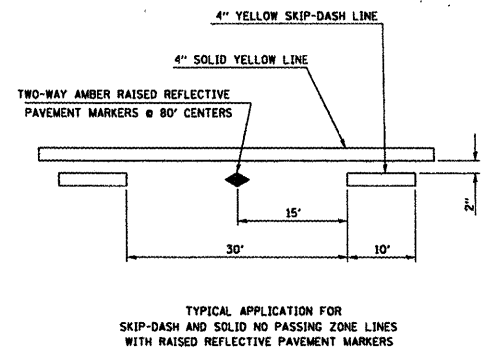 4" YELLOW SKIP-DASH LINE
4" SOLID YELLOW LINE
TWO-WAY AMBER RAISED REFLECTIVE
PAVEMENT MARKERS @ 80' CENTERS
2"
15'
30'
10'
TYPICAL APPLICATION FOR
SKIP-DASH AND SOLID NO PASSING ZONE LINES
WITH RAISED REFLECTIVE PAVEMENT MARKERS